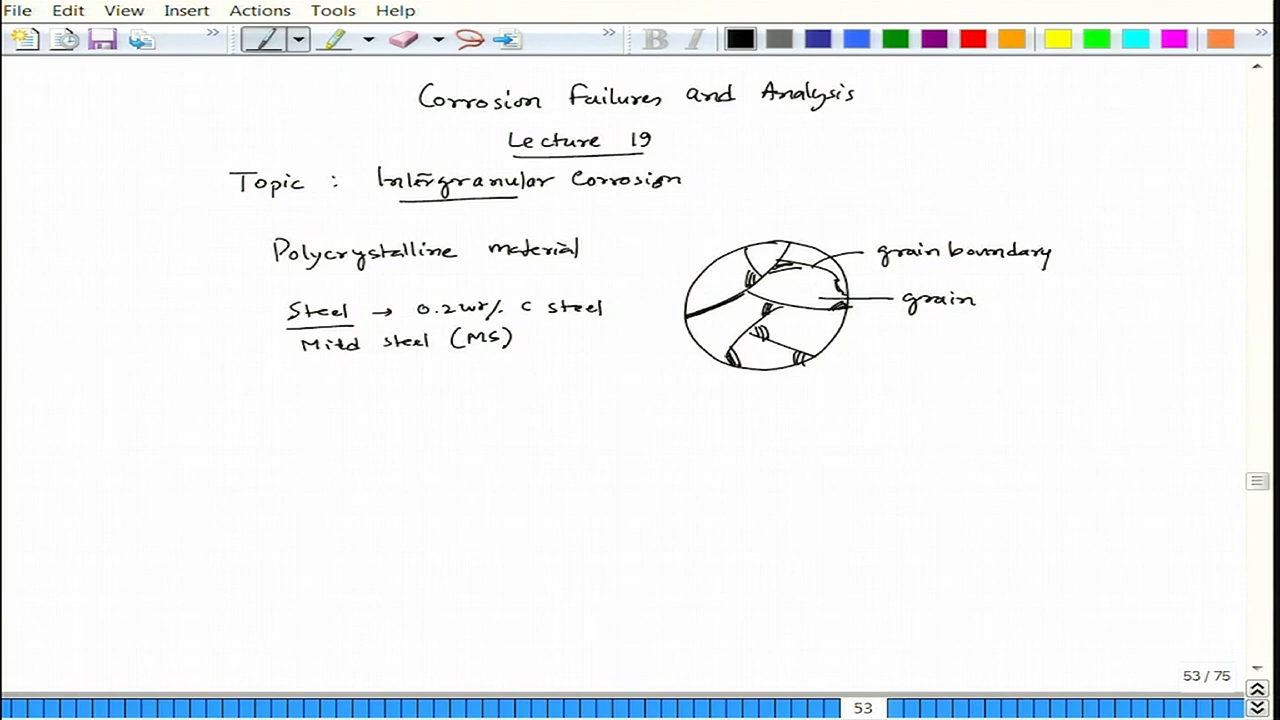 File Edit View Insert Actions Tools Help
B I
Corrosion Failures and Analysis
Lecture 19
Topic : Intergranular Corrosion
Polycrystalline material
grain boundary
grain
Steel → 0.2wt% C steel
Mild steel (MS)
53 / 75
53